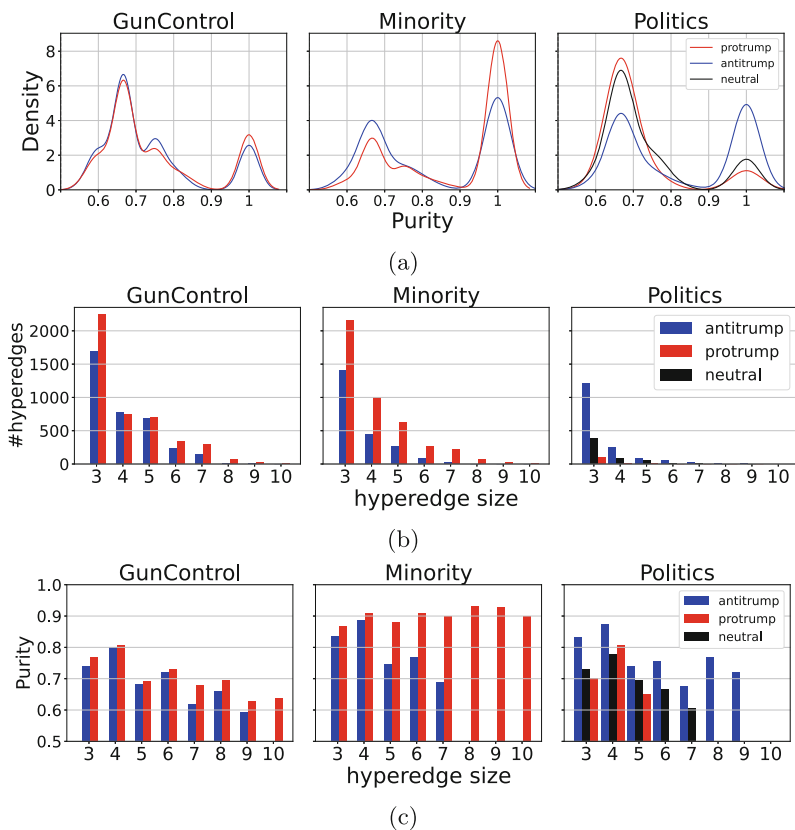 GunControl Minority Politics
8
6
4
2
0
Density
protrump
antitrump
neutral
0.6 0.7 0.8 0.9 1 0.6 0.7 0.8 0.9 1 0.6 0.7 0.8 0.9 1
Purity
(a)
GunControl Minority Politics
2000
1500
1000
500
0
#hyperedges
antitrump
protrump
neutral
3 4 5 6 7 8 9 10 3 4 5 6 7 8 9 10 3 4 5 6 7 8 9 10
hyperedge size
(b)
GunControl Minority Politics
1.0
0.9
0.8
0.7
0.6
0.5
Purity
antitrump
protrump
neutral
3 4 5 6 7 8 9 10 3 4 5 6 7 8 9 10 3 4 5 6 7 8 9 10
hyperedge size
(c)